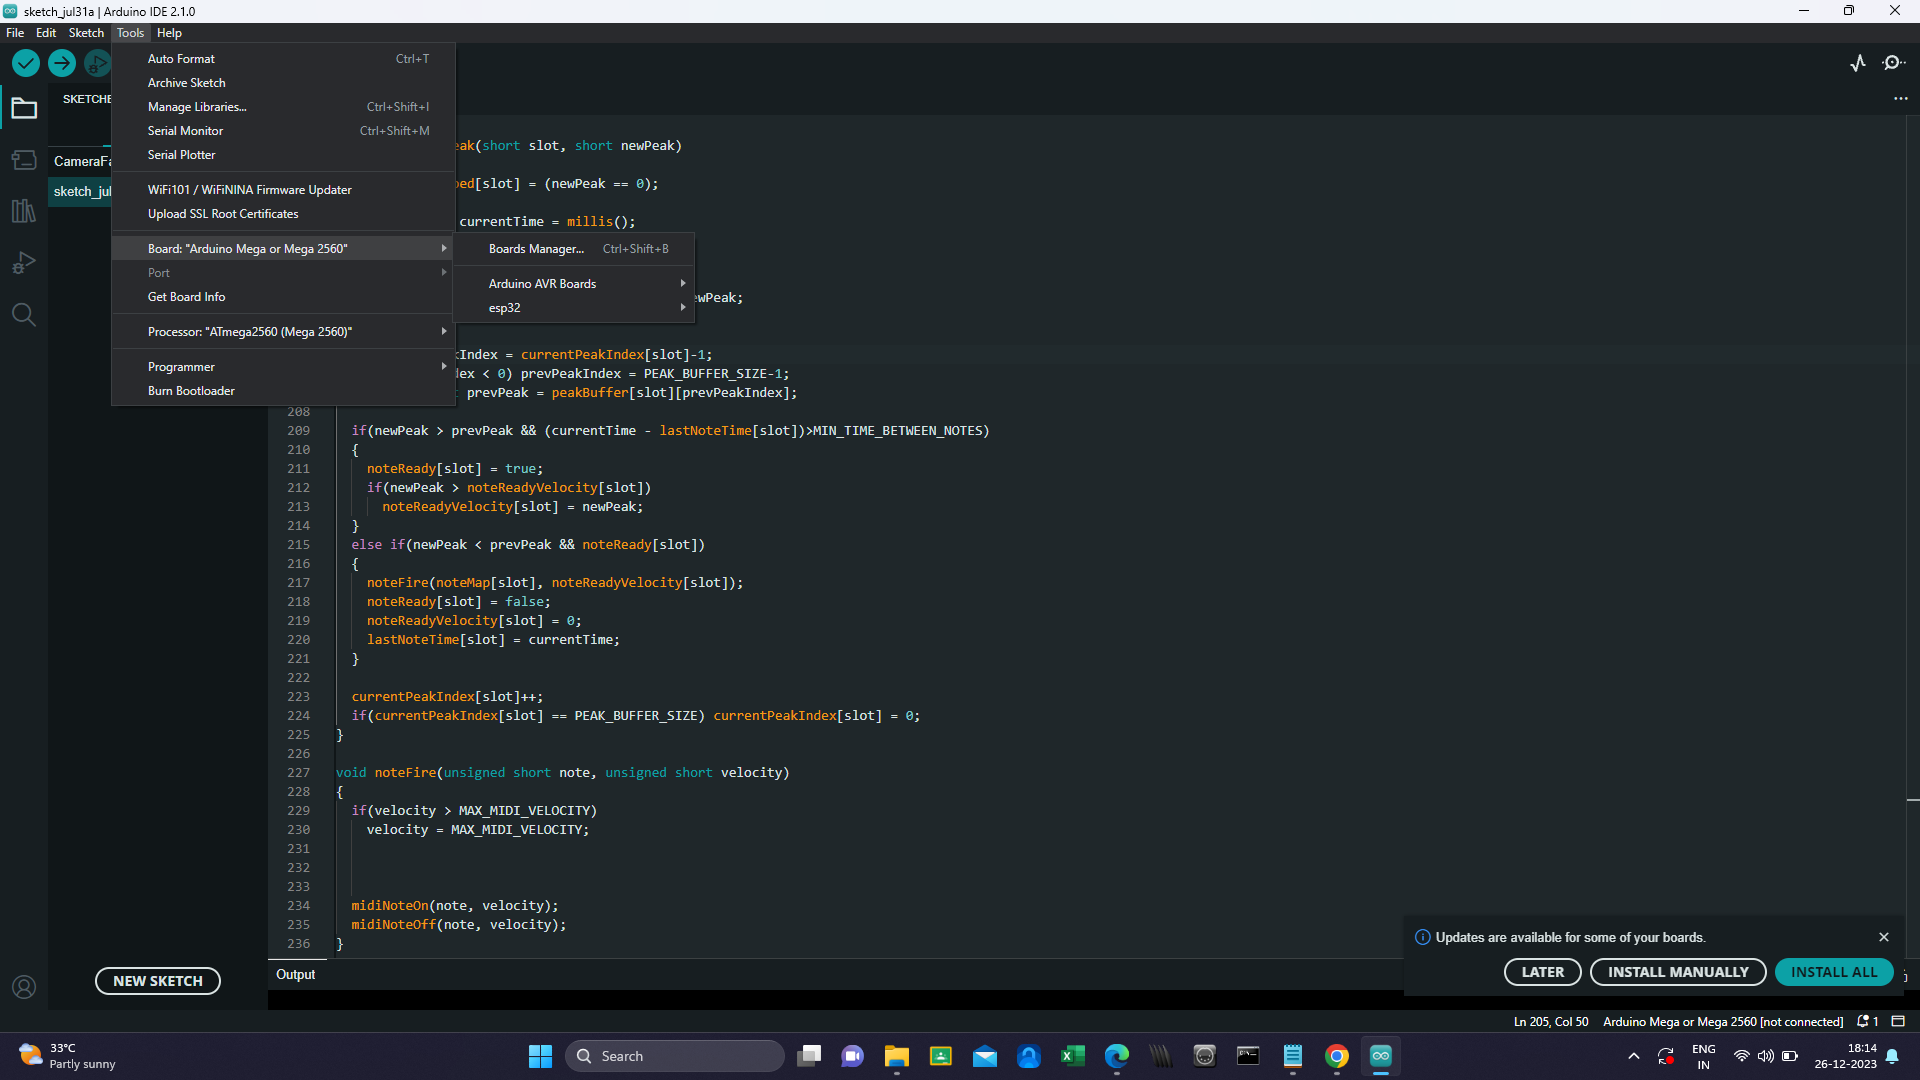 sketch_jul31a | Arduino IDE 2.1.0
File Edit Sketch Tools Help
Auto Format Ctrl+T
Archive Sketch
Manage Libraries... Ctrl+Shift+I
Serial Monitor Ctrl+Shift+M
Serial Plotter
WiFi101 / WiFiNINA Firmware Updater
Upload SSL Root Certificates
Board: "Arduino Mega or Mega 2560"
Port
Get Board Info
Processor: "ATmega2560 (Mega 2560)"
Programmer
Burn Bootloader
Boards Manager... Ctrl+Shift+B
Arduino AVR Boards
esp32
SKETCHE
CameraFa
sketch_jul
NEW SKETCH
eak(short slot, short newPeak)
ped[slot] = (newPeak == 0);
currentTime = millis();
ewPeak;
kIndex = currentPeakIndex[slot]-1;
dex < 0) prevPeakIndex = PEAK_BUFFER_SIZE-1;
t prevPeak = peakBuffer[slot][prevPeakIndex];
208
209 if(newPeak > prevPeak && (currentTime - lastNoteTime[slot])>MIN_TIME_BETWEEN_NOTES)
210 {
211 noteReady[slot] = true;
212 if(newPeak > noteReadyVelocity[slot])
213 noteReadyVelocity[slot] = newPeak;
214 }
215 else if(newPeak < prevPeak && noteReady[slot])
216 {
217 noteFire(noteMap[slot], noteReadyVelocity[slot]);
218 noteReady[slot] = false;
219 noteReadyVelocity[slot] = 0;
220 lastNoteTime[slot] = currentTime;
221 }
222
223 currentPeakIndex[slot]++;
224 if(currentPeakIndex[slot] == PEAK_BUFFER_SIZE) currentPeakIndex[slot] = 0;
225 }
226
227 void noteFire(unsigned short note, unsigned short velocity)
228 {
229 if(velocity > MAX_MIDI_VELOCITY)
230 velocity = MAX_MIDI_VELOCITY;
231
232
233
234 midiNoteOn(note, velocity);
235 midiNoteOff(note, velocity);
236 }
Output
Updates are available for some of your boards.
LATER INSTALL MANUALLY INSTALL ALL
Ln 205, Col 50 Arduino Mega or Mega 2560 [not connected] 1
33°C
Partly sunny
Search
ENG
IN
18:14
26-12-2023